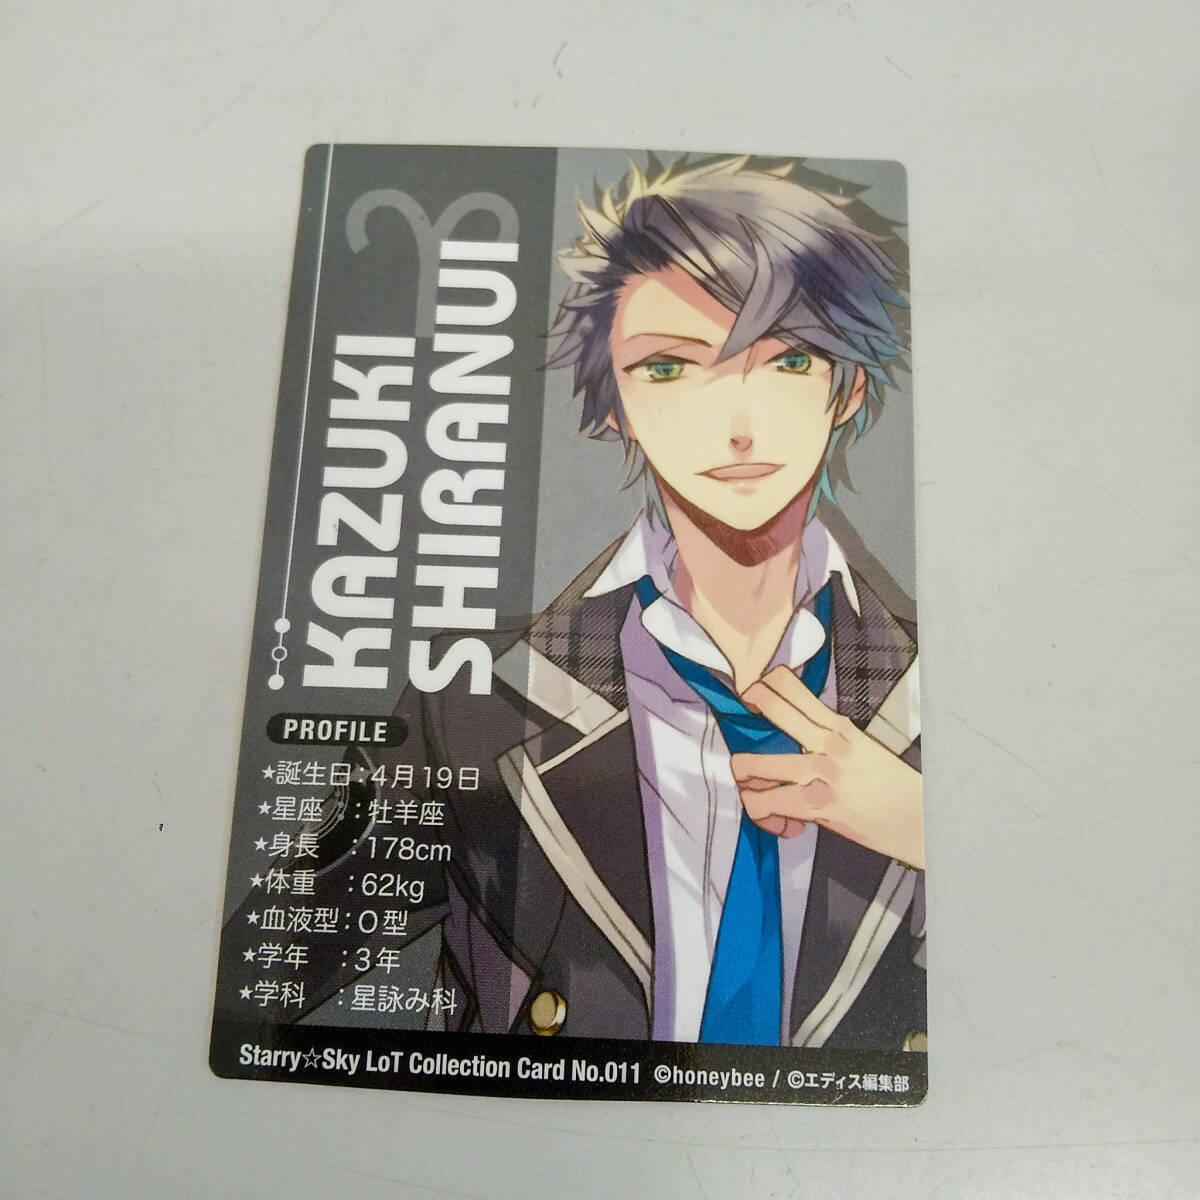 KAZUKI
SHIRANUI
PROFILE
★誕生日：4月19日
★星座　：牡羊座
★身長　：178cm
★体重　：62kg
★血液型：O型
★学年　：3年
★学科　：星詠み科
Starry☆Sky LoT Collection Card No.011 ©honeybee / ©エディス編集部